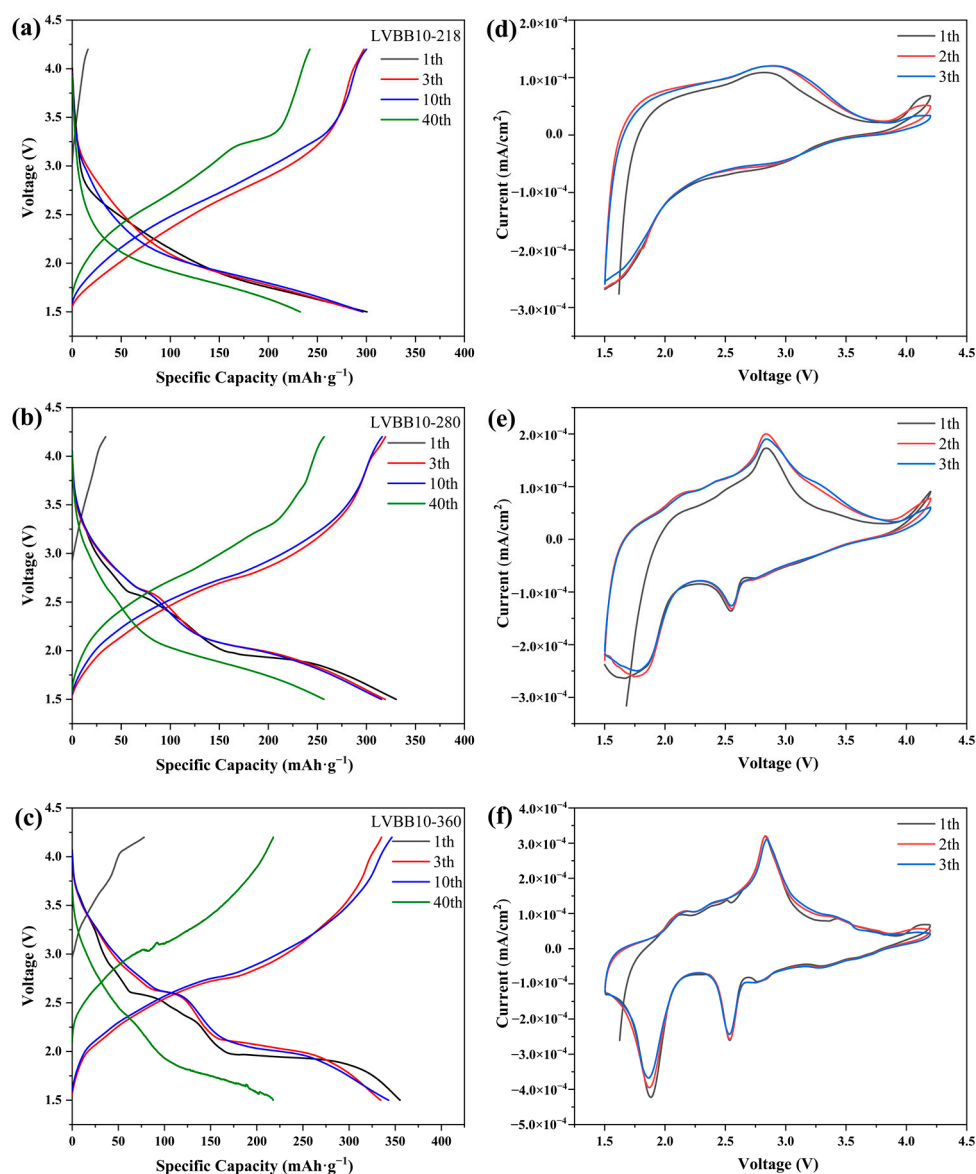 (a)
LVBB10-218
1th
3th
10th
40th
4.5
4.0
3.5
3.0
2.5
2.0
1.5
Voltage (V)
0 50 100 150 200 250 300 350 400
Specific Capacity (mAh·g⁻¹)
(d)
1th
2th
3th
2.0×10⁻⁴
1.0×10⁻⁴
0.0
−1.0×10⁻⁴
−2.0×10⁻⁴
−3.0×10⁻⁴
Current (mA/cm²)
1.5 2.0 2.5 3.0 3.5 4.0 4.5
Voltage (V)
(b)
LVBB10-280
1th
3th
10th
40th
4.5
4.0
3.5
3.0
2.5
2.0
1.5
Voltage (V)
0 50 100 150 200 250 300 350 400
Specific Capacity (mAh·g⁻¹)
(e)
1th
2th
3th
2.0×10⁻⁴
1.0×10⁻⁴
0.0
−1.0×10⁻⁴
−2.0×10⁻⁴
−3.0×10⁻⁴
Current (mA/cm²)
1.5 2.0 2.5 3.0 3.5 4.0 4.5
Voltage (V)
(c)
LVBB10-360
1th
3th
10th
40th
4.5
4.0
3.5
3.0
2.5
2.0
1.5
Voltage (V)
0 50 100 150 200 250 300 350 400
Specific Capacity (mAh·g⁻¹)
(f)
1th
2th
3th
4.0×10⁻⁴
3.0×10⁻⁴
2.0×10⁻⁴
1.0×10⁻⁴
0.0
−1.0×10⁻⁴
−2.0×10⁻⁴
−3.0×10⁻⁴
−4.0×10⁻⁴
−5.0×10⁻⁴
Current (mA/cm²)
1.5 2.0 2.5 3.0 3.5 4.0 4.5
Voltage (V)